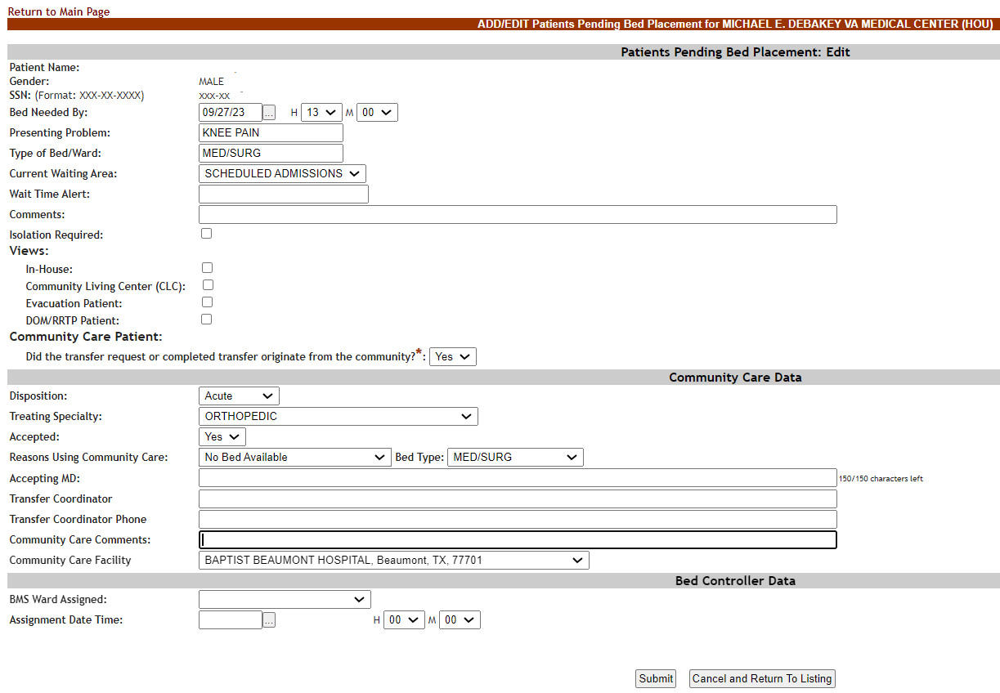 Return to Main Page
ADD/EDIT Patients Pending Bed Placement for MICHAEL E. DEBAKEY VA MEDICAL CENTER (HOU)
Patients Pending Bed Placement: Edit
Patient Name:
Gender: MALE
SSN: (Format: XXX-XX-XXXX) xxx-xx
Bed Needed By: 09/27/23 ... H 13 M 00
Presenting Problem: KNEE PAIN
Type of Bed/Ward: MED/SURG
Current Waiting Area: SCHEDULED ADMISSIONS
Wait Time Alert:
Comments:
Isolation Required:
Views:
In-House:
Community Living Center (CLC):
Evacuation Patient:
DOM/RRTP Patient:
Community Care Patient:
Did the transfer request or completed transfer originate from the community?*: Yes
Community Care Data
Disposition: Acute
Treating Specialty: ORTHOPEDIC
Accepted: Yes
Reasons Using Community Care: No Bed Available Bed Type: MED/SURG
Accepting MD: 150/150 characters left
Transfer Coordinator
Transfer Coordinator Phone
Community Care Comments:
Community Care Facility BAPTIST BEAUMONT HOSPITAL, Beaumont, TX, 77701
Bed Controller Data
BMS Ward Assigned:
Assignment Date Time: ... H 00 M 00
Submit Cancel and Return To Listing